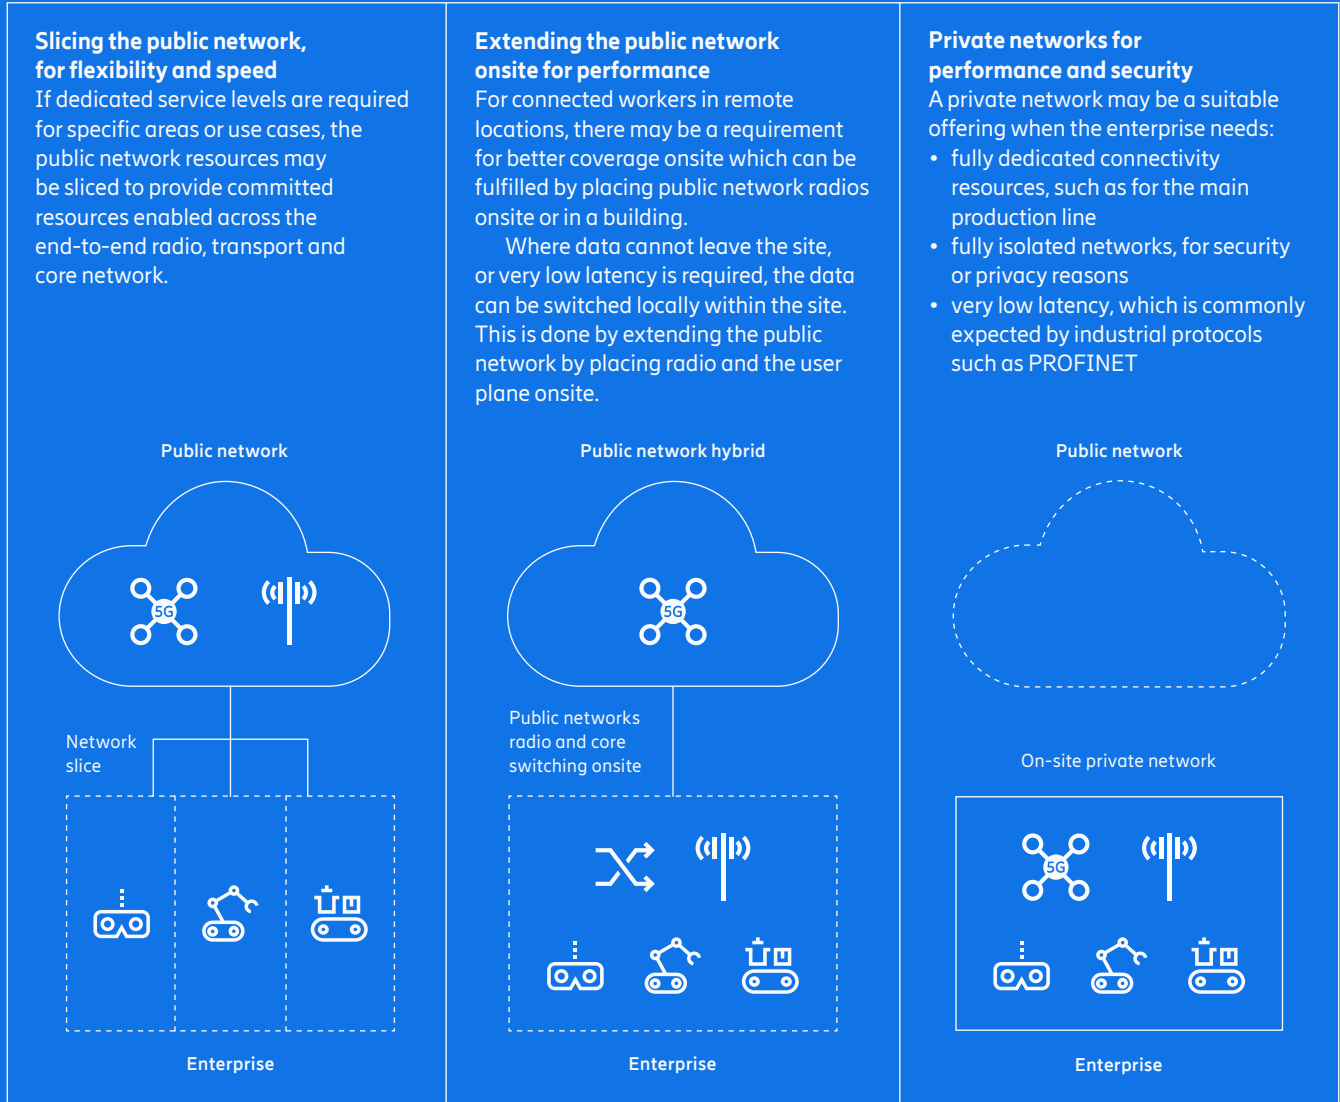 Slicing the public network,
for flexibility and speed
If dedicated service levels are required
for specific areas or use cases, the
public network resources may
be sliced to provide committed
resources enabled across the
end-to-end radio, transport and
core network.
Public network
5G
Network
slice
Enterprise
Extending the public network
onsite for performance
For connected workers in remote
locations, there may be a requirement
for better coverage onsite which can be
fulfilled by placing public network radios
onsite or in a building.
Where data cannot leave the site,
or very low latency is required, the data
can be switched locally within the site.
This is done by extending the public
network by placing radio and the user
plane onsite.
Public network hybrid
5G
Public networks
radio and core
switching onsite
Enterprise
Private networks for
performance and security
A private network may be a suitable
offering when the enterprise needs:
• fully dedicated connectivity
resources, such as for the main
production line
• fully isolated networks, for security
or privacy reasons
• very low latency, which is commonly
expected by industrial protocols
such as PROFINET
Public network
On-site private network
5G
Enterprise